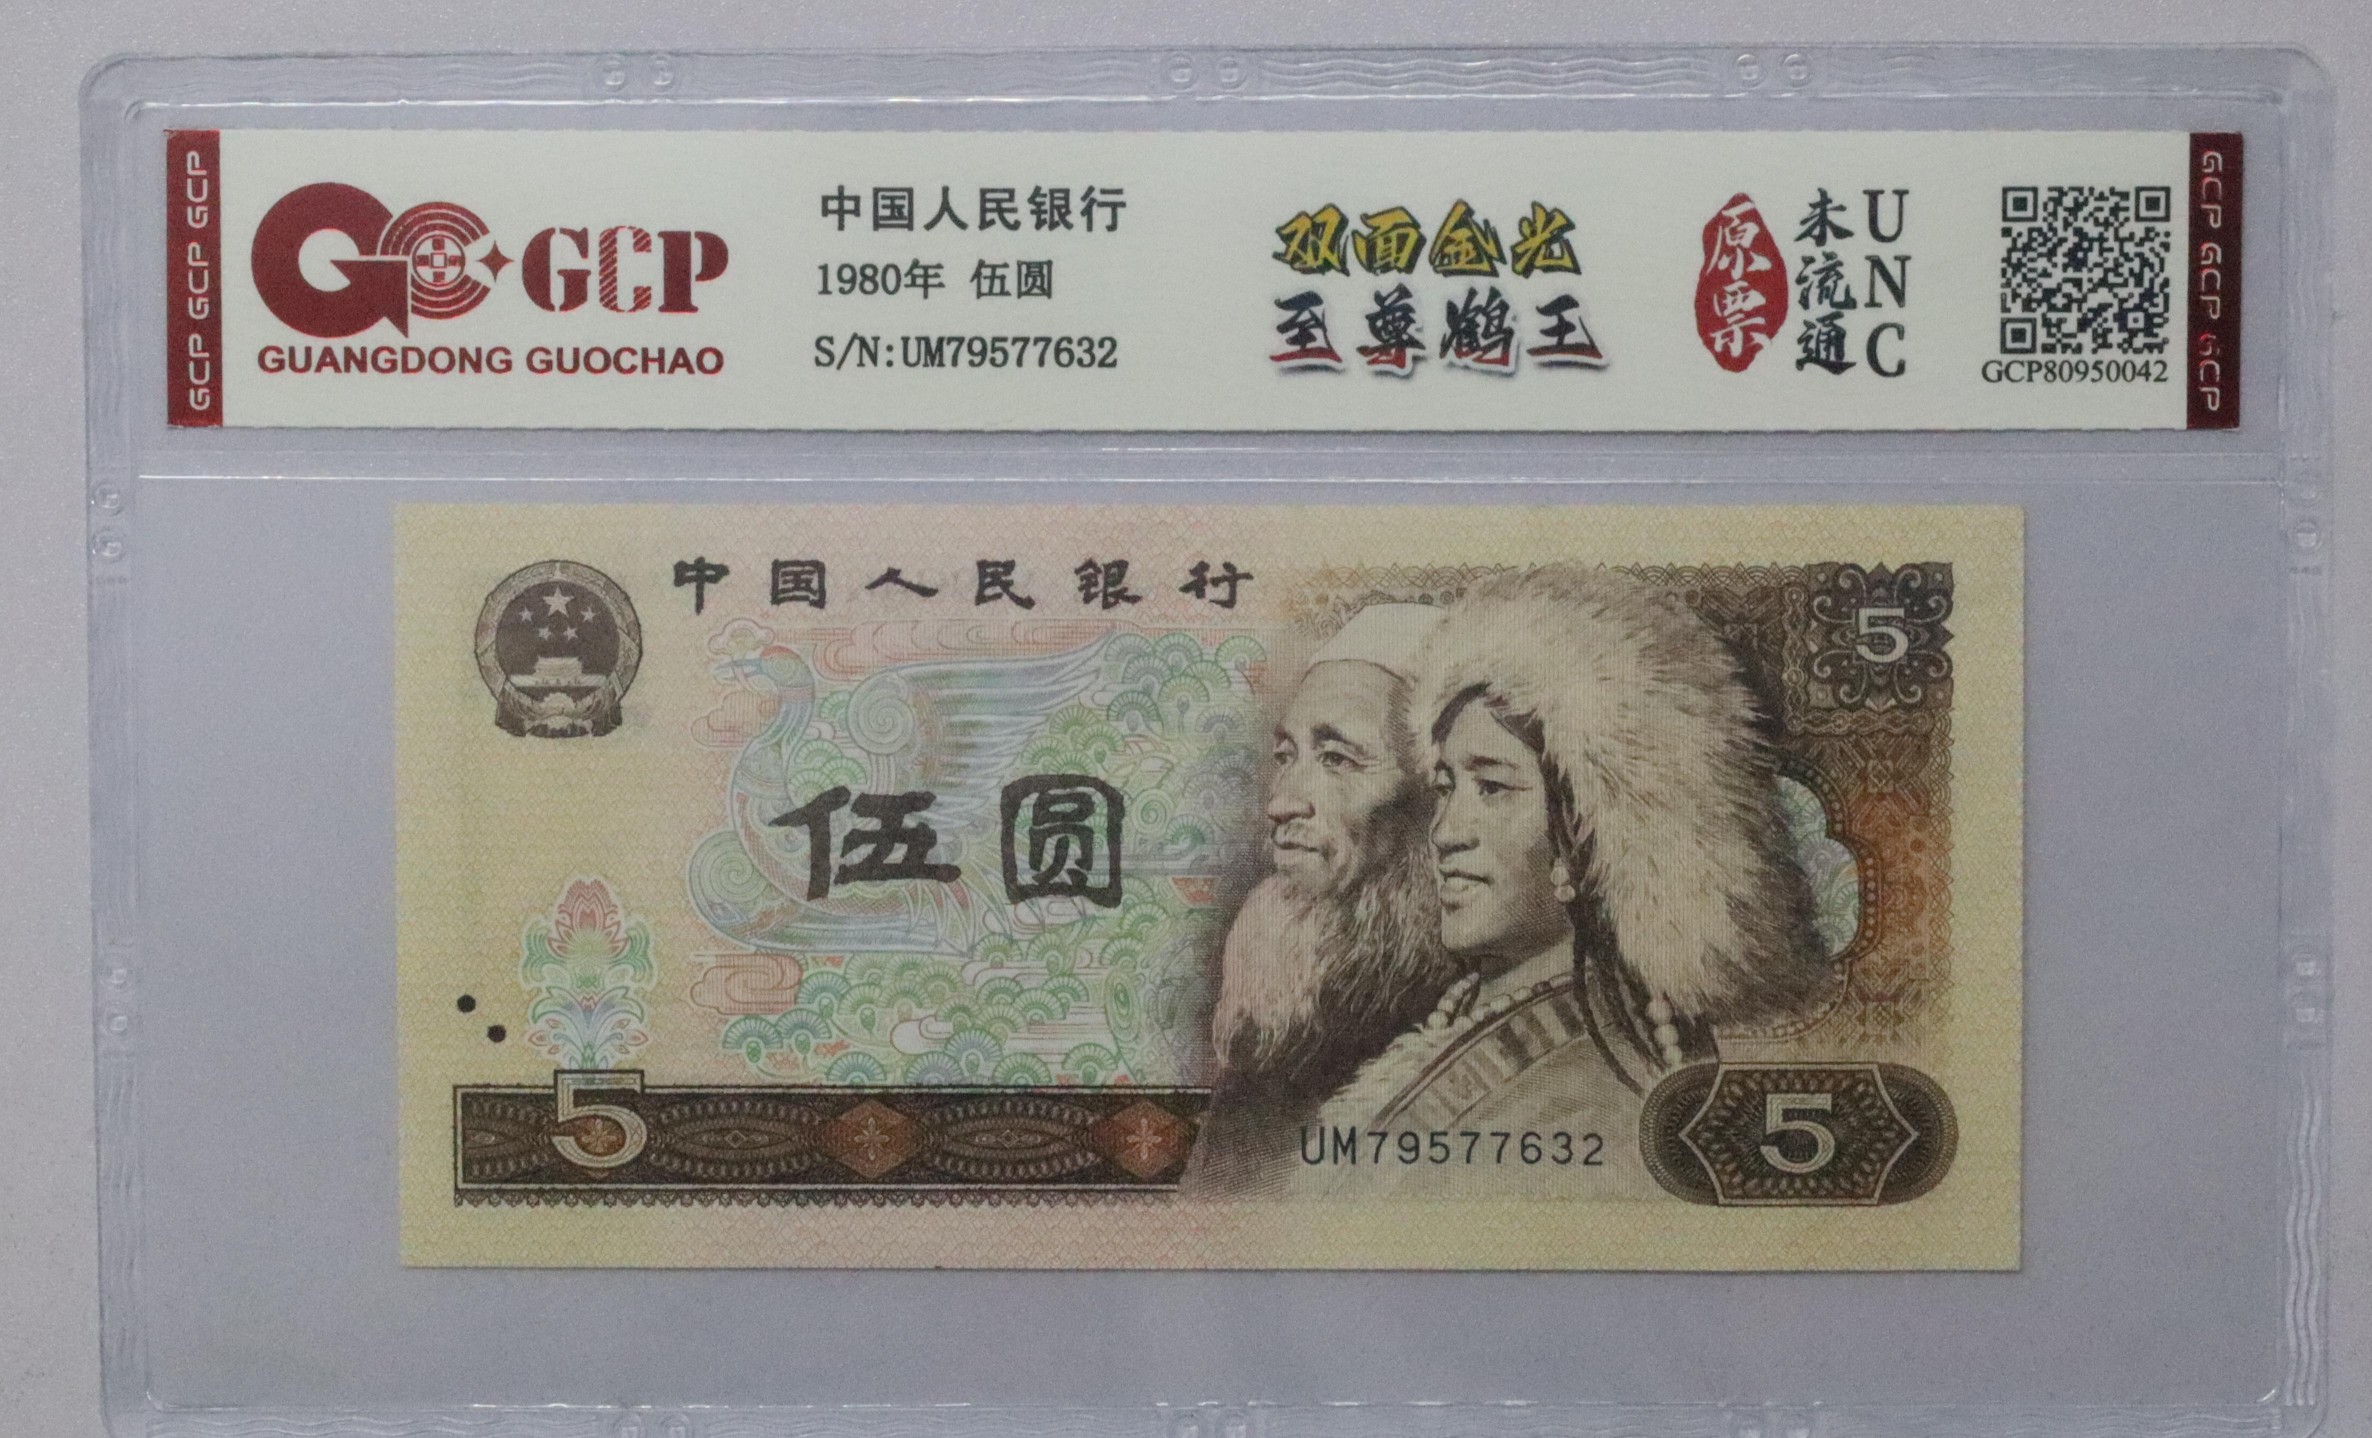 GCP GCP GCP
GCP
GUANGDONG GUOCHAO
中国人民银行
1980年 伍圆
S/N:UM79577632
双面金光
至尊鹤王
原票
未流通
UNC
GCP80950042
GCP GCP GCP
中国人民银行
5
伍圆
5
UM79577632
5